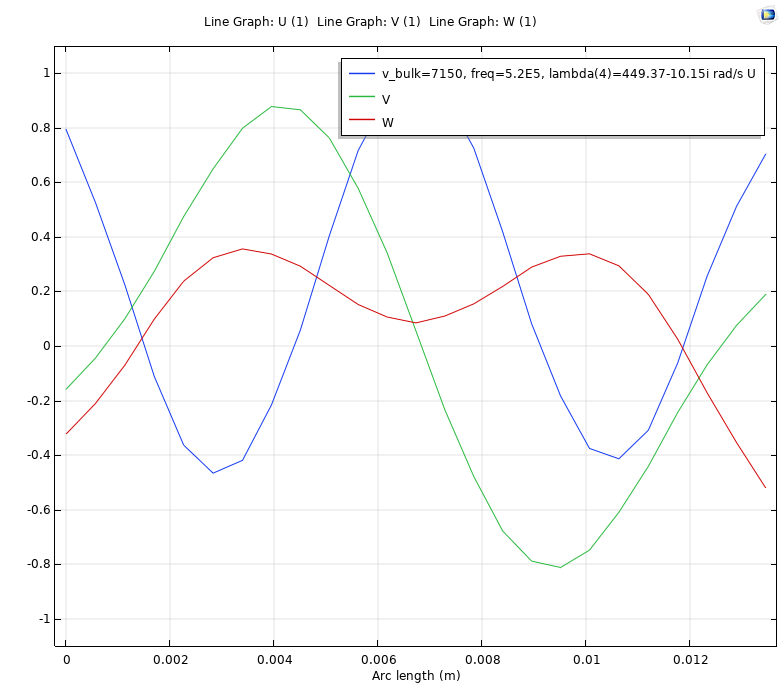 Line Graph: U (1) Line Graph: V (1) Line Graph: W (1)
v_bulk=7150, freq=5.2E5, lambda(4)=449.37-10.15i rad/s U
V
W
1
0.8
0.6
0.4
0.2
0
-0.2
-0.4
-0.6
-0.8
-1
0 0.002 0.004 0.006 0.008 0.01 0.012
Arc length (m)